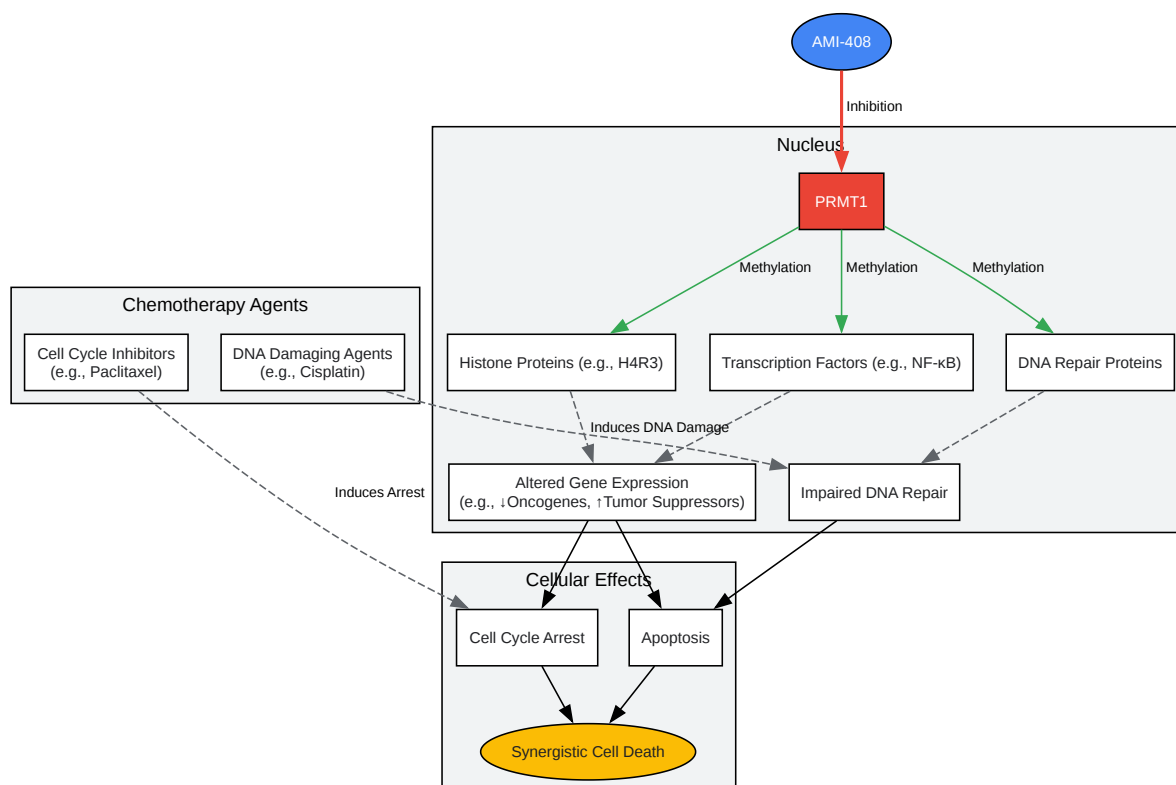 AMI-408
Inhibition
Nucleus
PRMT1
Methylation
Methylation
Methylation
Chemotherapy Agents
Cell Cycle Inhibitors
(e.g., Paclitaxel)
DNA Damaging Agents
(e.g., Cisplatin)
Histone Proteins (e.g., H4R3)
Transcription Factors (e.g., NF-κB)
DNA Repair Proteins
Induces DNA Damage
Induces Arrest
Altered Gene Expression
(e.g., ↓Oncogenes, ↑Tumor Suppressors)
Impaired DNA Repair
Cellular Effects
Cell Cycle Arrest
Apoptosis
Synergistic Cell Death